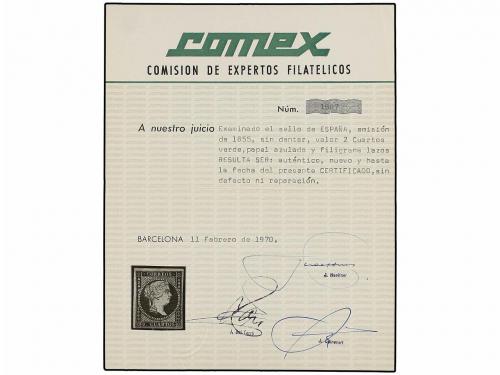 COMEX
COMISION DE EXPERTOS FILATELICOS
Núm. 1987
A nuestro juicio Examinado el sello de ESPAÑA, emisión
de 1855, sin dentar, valor 2 Cuartos
verde,papel azulado y filigrana lazos
RESULTA SER: auténtico, nuevo y hasta
la fecha del presente CERTIFICADO,sin
defecto ni reparación.
BARCELONA 11 Febrero de 1970,
CORREOS
CUARTOS